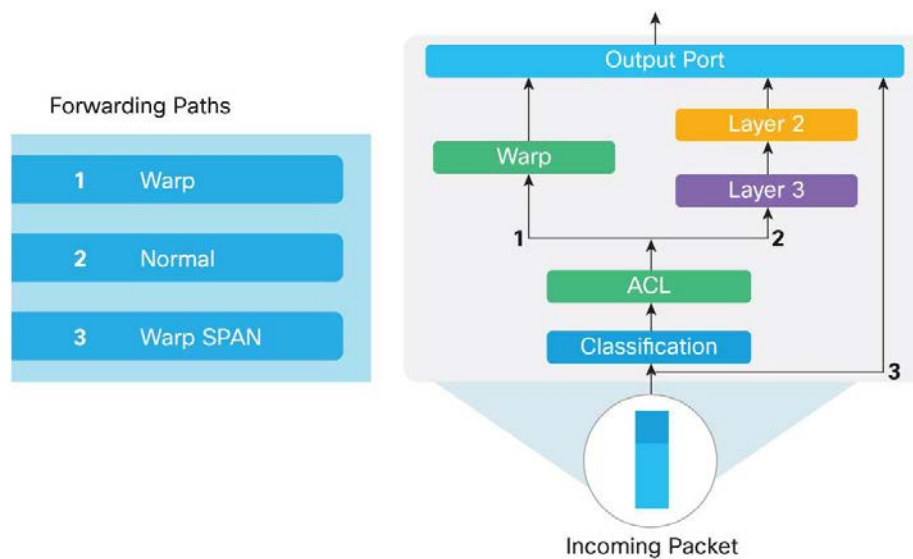 Forwarding Paths
1 Warp
2 Normal
3 Warp SPAN
Output Port
Layer 2
Warp
Layer 3
1
2
ACL
Classification
3
Incoming Packet